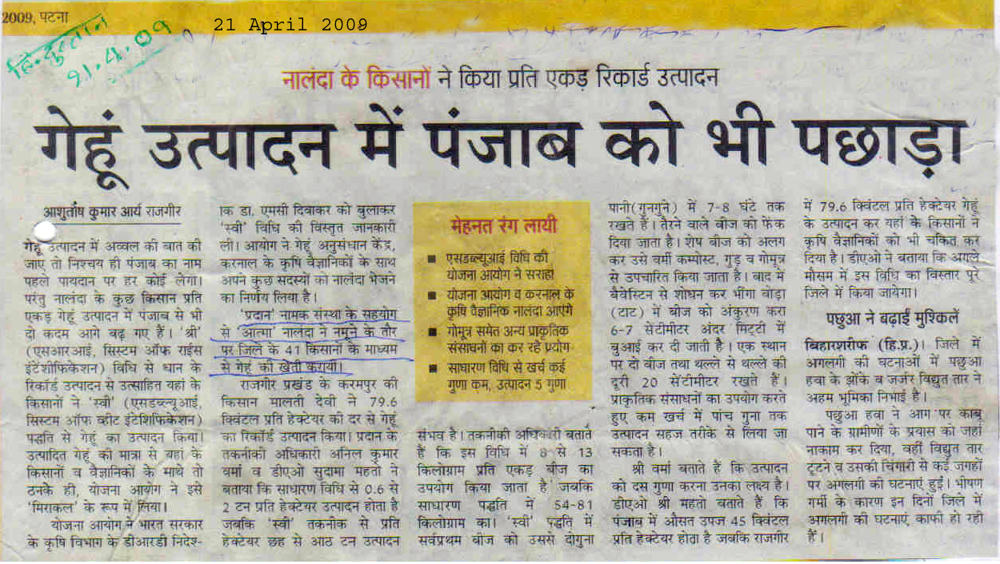 2009, पटना
हिन्दुस्तान
21.4.09
21 April 2009
नालंदा के किसानों ने किया प्रति एकड़ रिकार्ड उत्पादन
गेहूं उत्पादन में पंजाब को भी पछाड़ा
आशुतोष कुमार आर्य राजगीर
गेहूं उत्पादन में अव्वल की बात की
जाए तो निश्चय ही पंजाब का नाम
पहले पायदान पर हर कोई लेगा।
परंतु नालंदा के कुछ किसान प्रति
एकड़ गेहूं उत्पादन में पंजाब से भी
दो कदम आगे बढ़ गए हैं। 'श्री'
(एसआरआई, सिस्टम ऑफ राईस
इंटेंशीफिकेशन) विधि से धान के
रिकॉर्ड उत्पादन से उत्साहित यहां के
किसानों ने 'स्वी' (एसडब्ल्यूआई,
सिस्टम ऑफ व्हीट इंटेशिफिकेशन)
पद्धति से गेहूं का उत्पादन किया।
उत्पादित गेहूं की मात्रा से यहां के
किसानों व वैज्ञानिकों के माथे तो
ठनके ही, योजना आयोग ने इसे
'मिराकल' के रूप में लिया।
योजना आयोग ने भारत सरकार
के कृषि विभाग के डीआरडी निदेश-
क डा. एमसी दिवाकर को बुलाकर
'स्वी' विधि की विस्तृत जानकारी
ली। आयोग ने गेहूं अनुसंधान केंद्र,
करनाल के कृषि वैज्ञानिकों के साथ
अपने कुछ सदस्यों को नालंदा भेजने
का निर्णय लिया है।
'प्रदान' नामक संस्था के सहयोग
से 'आत्मा' नालंदा ने नमूने के तौर
पर जिले के 41 किसानों के माध्यम
से गेहूं की खेती करायी।
राजगीर प्रखंड के करमपुर की
किसान मालती देवी ने 79.6
क्विंटल प्रति हेक्टेयर की दर से गेहूं
का रिकॉर्ड उत्पादन किया। प्रदान के
तकनीकी अधिकारी अनिल कुमार
वर्मा व डीएओ सुदामा महतो ने
बताया कि साधारण विधि से 0.6 से
2 टन प्रति हेक्टेयर उत्पादन होता है
जबकि 'स्वी' तकनीक से प्रति
हेक्टेयर छह से आठ टन उत्पादन
मेहनत रंग लायी
■ एसडब्ल्यूआई विधि की
योजना आयोग ने सराहा
■ योजना आयोग व करनाल के
कृषि वैज्ञानिक नालंदा आएंगे
■ गोमूत्र समेत अन्य प्राकृतिक
संसाधनों का कर रहे प्रयोग
■ साधारण विधि से खर्च कई
गुणा कम, उत्पादन 5 गुणा
संभव है। तकनीकी अधिकारी बताते
हैं कि इस विधि में 8 से 13
किलोग्राम प्रति एकड़ बीज का
उपयोग किया जाता है जबकि
साधारण पद्धति में 54-81
किलोग्राम का। 'स्वी' पद्धति में
सर्वप्रथम बीज को उससे दोगुना
पानी(गुनगुने) में 7-8 घंटे तक
रखते हैं। तैरने वाले बीज को फेंक
दिया जाता है। शेष बीज को अलग
कर उसे वर्मी कम्पोस्ट, गुड़ व गोमूत्र
से उपचारित किया जाता है। बाद में
बैवेस्टिन से शोधन कर भींगा बोड़ा
(टाट) में बीज को अंकुरण करा
6-7 सेंटीमीटर अंदर मिट्टी में
बुआई कर दी जाती है। एक स्थान
पर दो बीज तथा थल्ले से थल्ले की
दूरी 20 सेंटीमीटर रखते हैं।
प्राकृतिक संसाधनों का उपयोग करते
हुए कम खर्च में पांच गुना तक
उत्पादन सहज तरीके से लिया जा
सकता है।
श्री वर्मा बताते हैं कि उत्पादन
को दस गुणा करना उनका लक्ष्य है।
डीएओ श्री महतो बताते हैं कि
पंजाब में औसत उपज 45 क्विंटल
प्रति हेक्टेयर होता है जबकि राजगीर
में 79.6 क्विंटल प्रति हेक्टेयर गेहूं
के उत्पादन कर यहां के किसानों ने
कृषि वैज्ञानिकों को भी चकित कर
दिया है। डीएओ ने बताया कि अगले
मौसम में इस विधि का विस्तार पूरे
जिले में किया जायेगा।
पछुआ ने बढ़ाई मुश्किलें
बिहारशरीफ (हि.प्र.)। जिले में
अगलगी की घटनाओं में पछुआ
हवा के झोंके व जर्जर विद्युत तार ने
अहम भूमिका निभाई है।
पछुआ हवा ने आग पर काबू
पाने के ग्रामीणों के प्रयास को जहां
नाकाम कर दिया, वहीं विद्युत तार
टूटने व उसकी चिंगारी से कई जगहों
पर अगलगी की घटनाएं हुईं। भीषण
गर्मी के कारण इन दिनों जिले में
अगलगी की घटनाएं काफी हो रही
हैं।